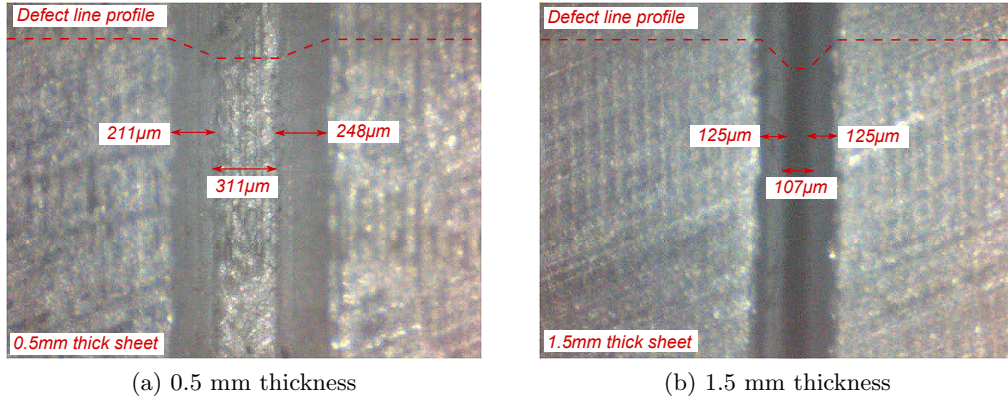 Defect line profile
211µm
248µm
311µm
0.5mm thick sheet
(a) 0.5 mm thickness
Defect line profile
125µm
125µm
107µm
1.5mm thick sheet
(b) 1.5 mm thickness